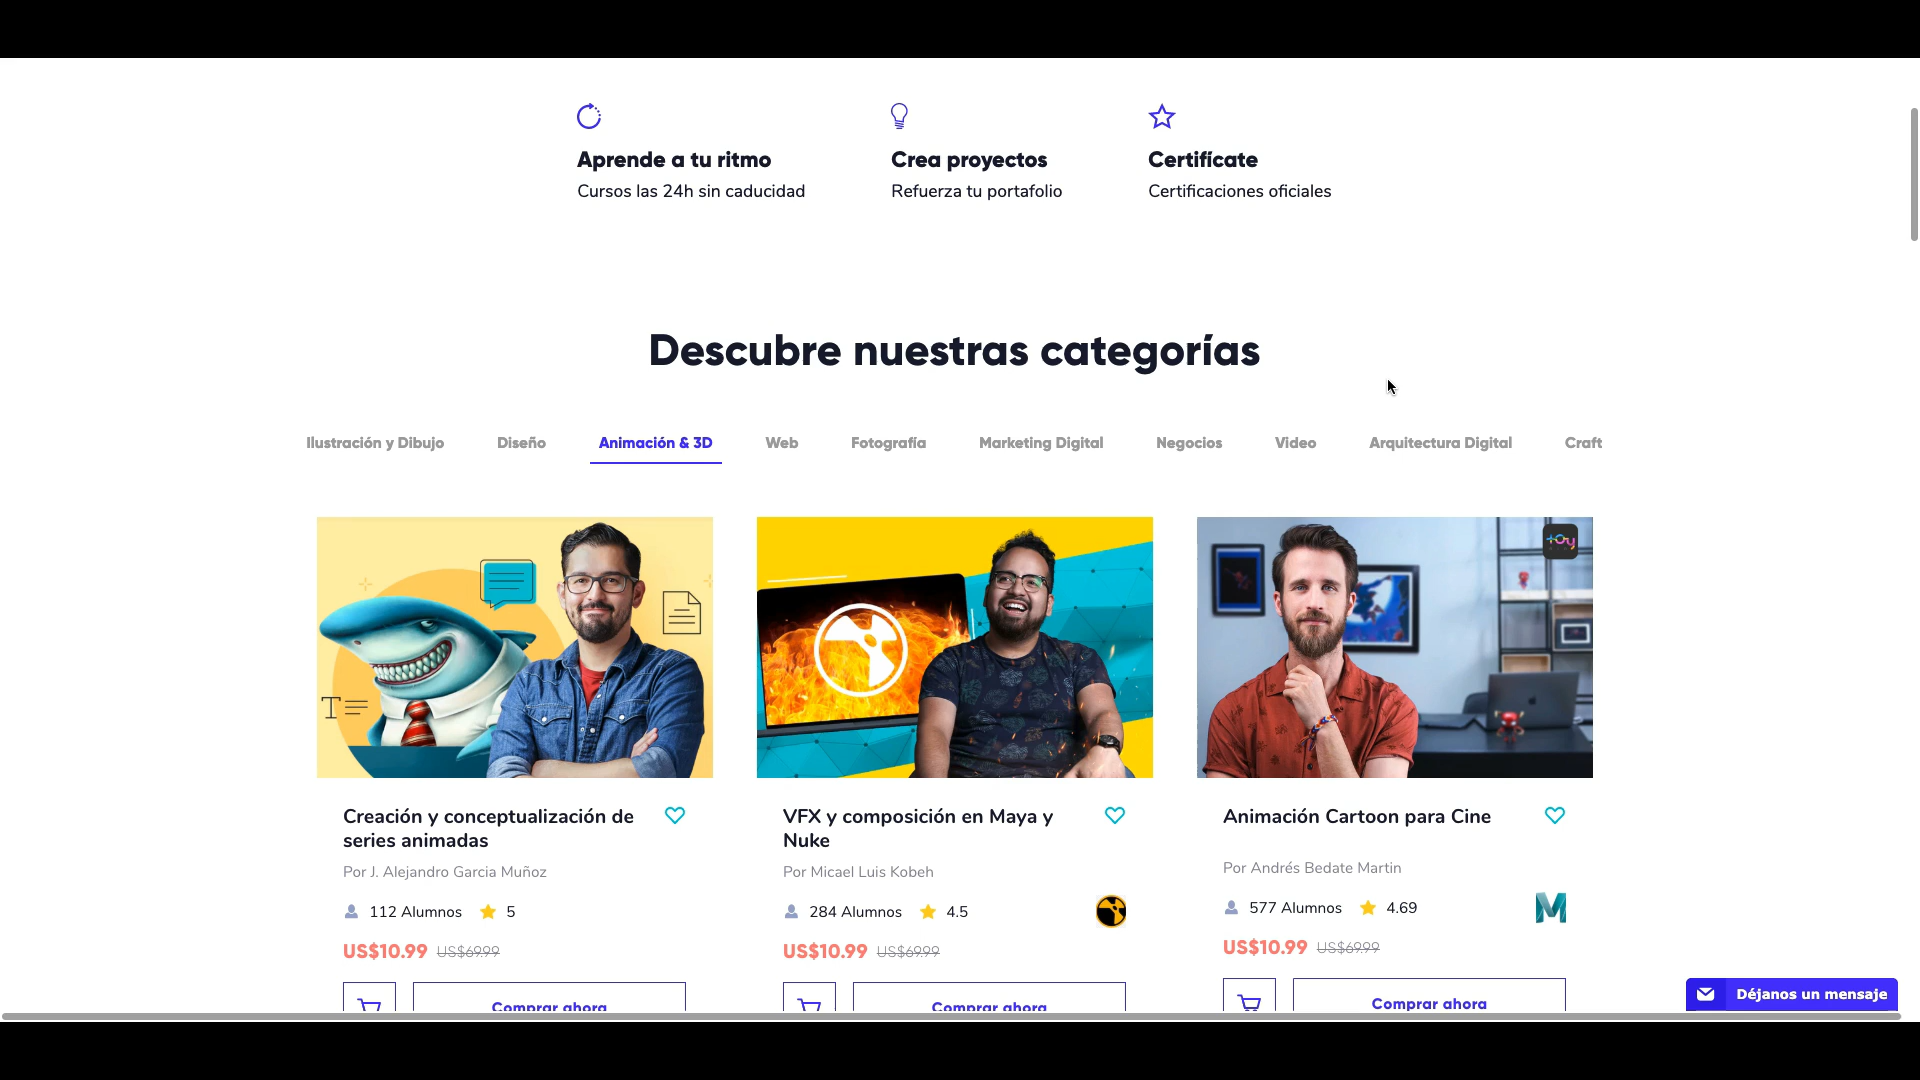 Aprende a tu ritmo
Cursos las 24h sin caducidad
Crea proyectos
Refuerza tu portafolio
Certifícate
Certificaciones oficiales
Descubre nuestras categorías
Ilustración y Dibujo Diseño Animación & 3D Web Fotografía Marketing Digital Negocios Video Arquitectura Digital Craft
T
toy
Creación y conceptualización de
series animadas
Por J. Alejandro Garcia Muñoz
112 Alumnos 5
US$10.99 US$69.99
Comprar ahora
VFX y composición en Maya y
Nuke
Por Micael Luis Kobeh
284 Alumnos 4.5
US$10.99 US$69.99
Comprar ahora
Animación Cartoon para Cine
Por Andrés Bedate Martin
577 Alumnos 4.69
M
US$10.99 US$69.99
Comprar ahora
Déjanos un mensaje